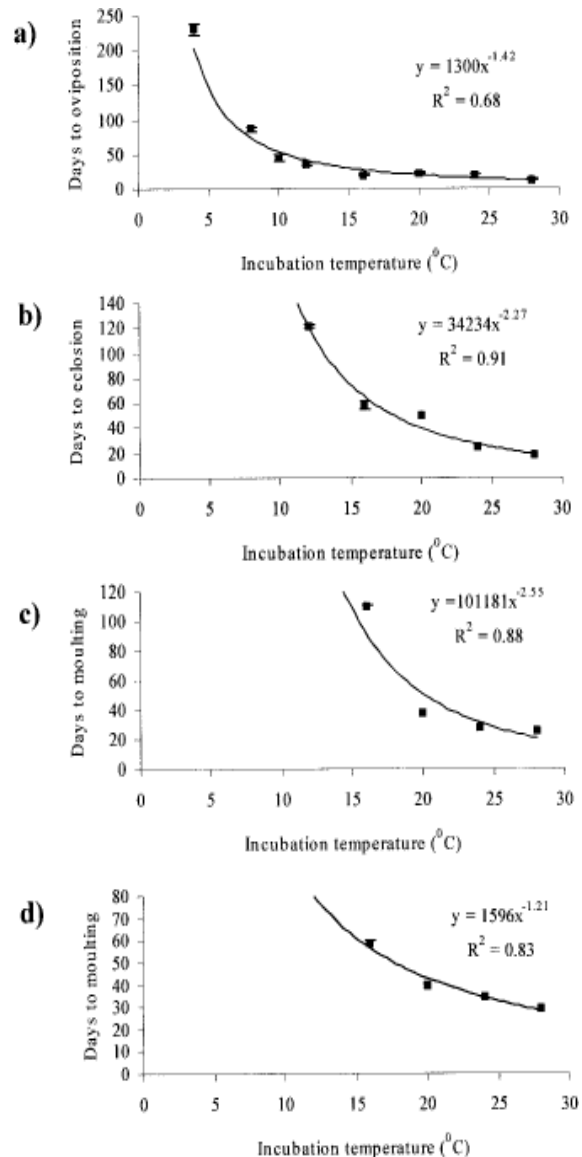 a)
Days to oviposition
250
200
150
100
50
0
y = 1300x^-1.42
R² = 0.68
0 5 10 15 20 25 30
Incubation temperature (⁰C)
b)
Days to eclosion
140
120
100
80
60
40
20
0
y = 34234x^-2.27
R² = 0.91
0 5 10 15 20 25 30
Incubation temperature (⁰C)
c)
Days to moulting
120
100
80
60
40
20
0
y =101181x^-2.55
R² = 0.88
0 5 10 15 20 25 30
Incubation temperature (⁰C)
d)
Days to moulting
80
70
60
50
40
30
20
10
0
y = 1596x^-1.21
R² = 0.83
0 5 10 15 20 25 30
Incubation temperature (⁰C)